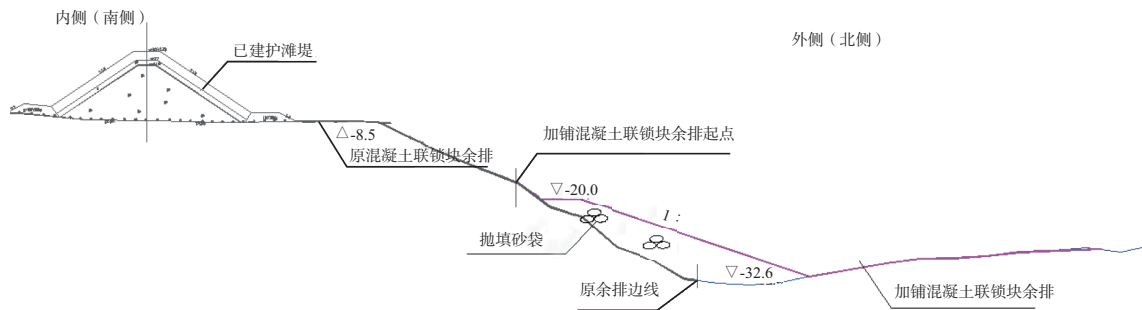 内侧（南侧）
外侧（北侧）
已建护滩堤
△-8.5
原混凝土联锁块余排
加铺混凝土联锁块余排起点
▽-20.0
1：
抛填砂袋
▽-32.6
原余排边线
加铺混凝土联锁块余排